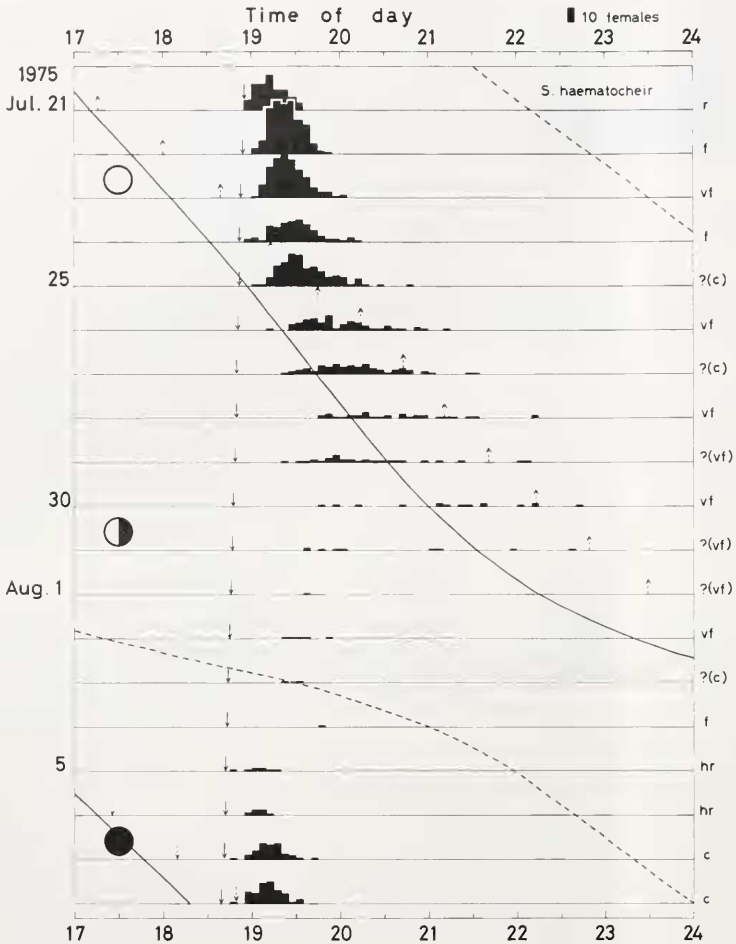 Time of day
10 females
17 18 19 20 21 22 23 24
1975
S. haematocheir
Jul. 21
r
f
vf
f
25
?(c)
vf
?(c)
vf
?(vf)
30
vf
?(vf)
Aug. 1
?(vf)
vf
?(c)
f
5
hr
hr
c
c
17 18 19 20 21 22 23 24